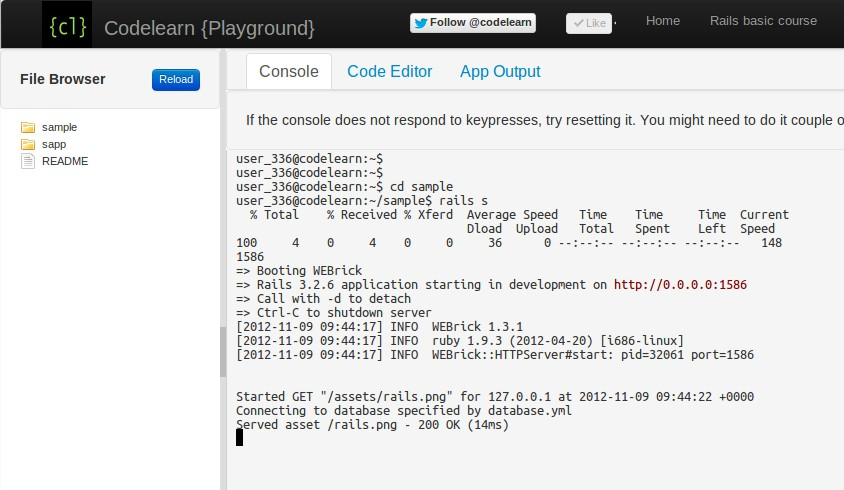 {cl} Codelearn {Playground}
Follow @codelearn
Like
Home
Rails basic course
File Browser
Reload
Console
Code Editor
App Output
sample
sapp
README
If the console does not respond to keypresses, try resetting it. You might need to do it couple o
user_336@codelearn:~$
user_336@codelearn:~$
user_336@codelearn:~$ cd sample
user_336@codelearn:~/sample$ rails s
  % Total    % Received % Xferd  Average Speed   Time    Time     Time  Current
                                 Dload  Upload   Total   Spent    Left  Speed
100     4    0     4    0     0     36      0 --:--:-- --:--:-- --:--:--   148
1586
=> Booting WEBrick
=> Rails 3.2.6 application starting in development on http://0.0.0.0:1586
=> Call with -d to detach
=> Ctrl-C to shutdown server
[2012-11-09 09:44:17] INFO  WEBrick 1.3.1
[2012-11-09 09:44:17] INFO  ruby 1.9.3 (2012-04-20) [i686-linux]
[2012-11-09 09:44:17] INFO  WEBrick::HTTPServer#start: pid=32061 port=1586
Started GET "/assets/rails.png" for 127.0.0.1 at 2012-11-09 09:44:22 +0000
Connecting to database specified by database.yml
Served asset /rails.png - 200 OK (14ms)